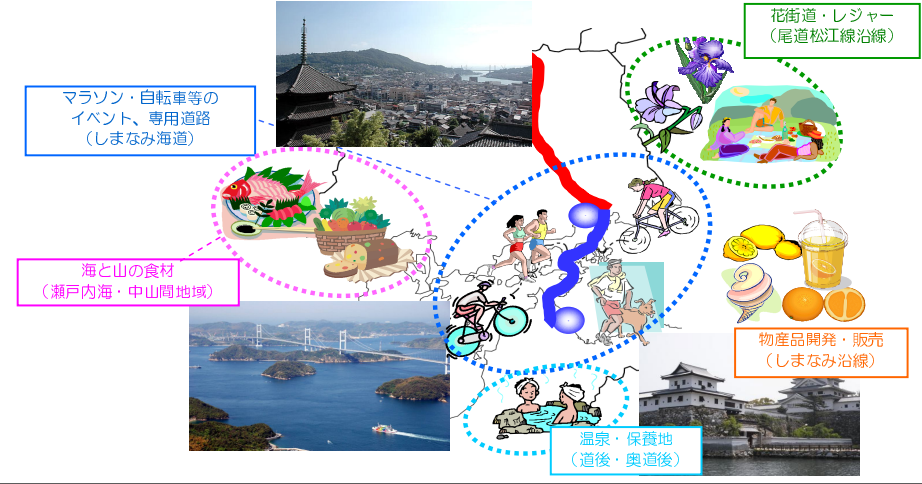 花街道・レジャー
（尾道松江線沿線）
マラソン・自転車等の
イベント、専用道路
（しまなみ海道）
海と山の食材
（瀬戸内海・中山間地域）
物産品開発・販売
（しまなみ沿線）
温泉・保養地
（道後・奥道後）